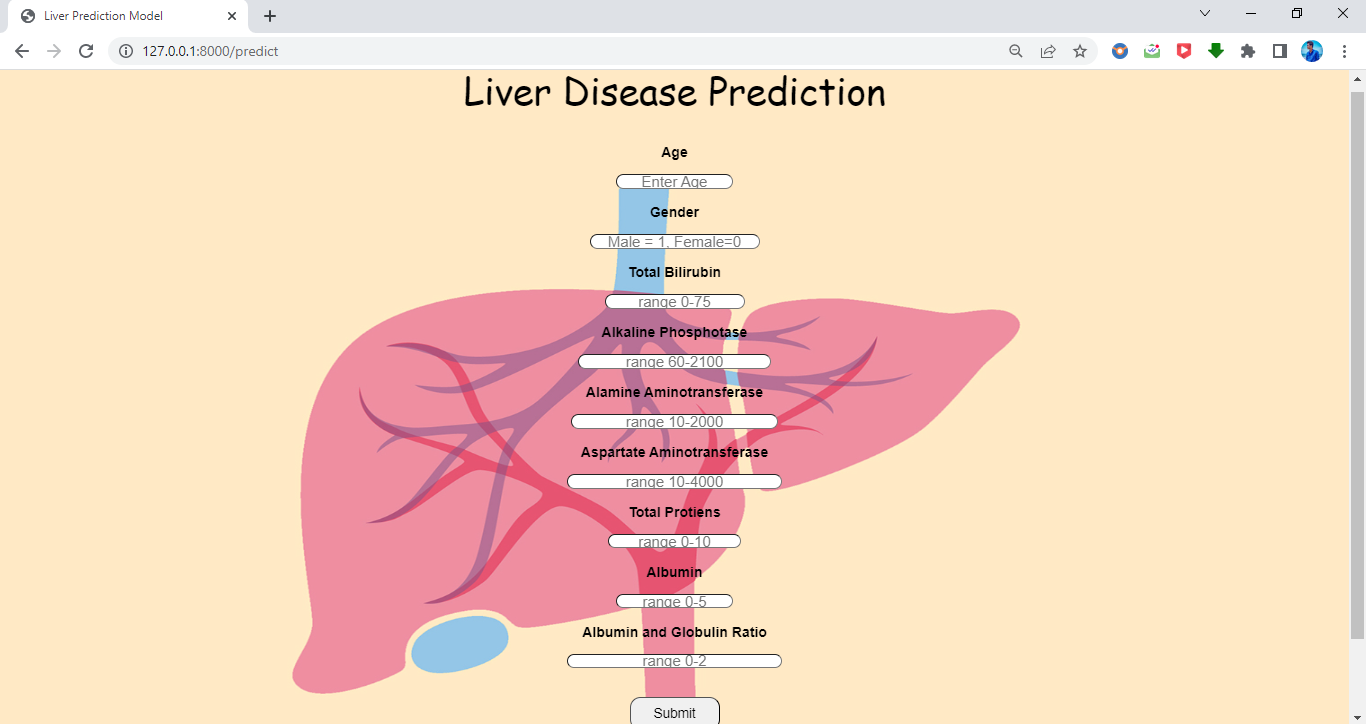 Liver Prediction Model
127.0.0.1:8000/predict
Liver Disease Prediction
Age
Enter Age
Gender
Male = 1, Female=0
Total Bilirubin
range 0-75
Alkaline Phosphotase
range 60-2100
Alamine Aminotransferase
range 10-2000
Aspartate Aminotransferase
range 10-4000
Total Protiens
range 0-10
Albumin
range 0-5
Albumin and Globulin Ratio
range 0-2
Submit